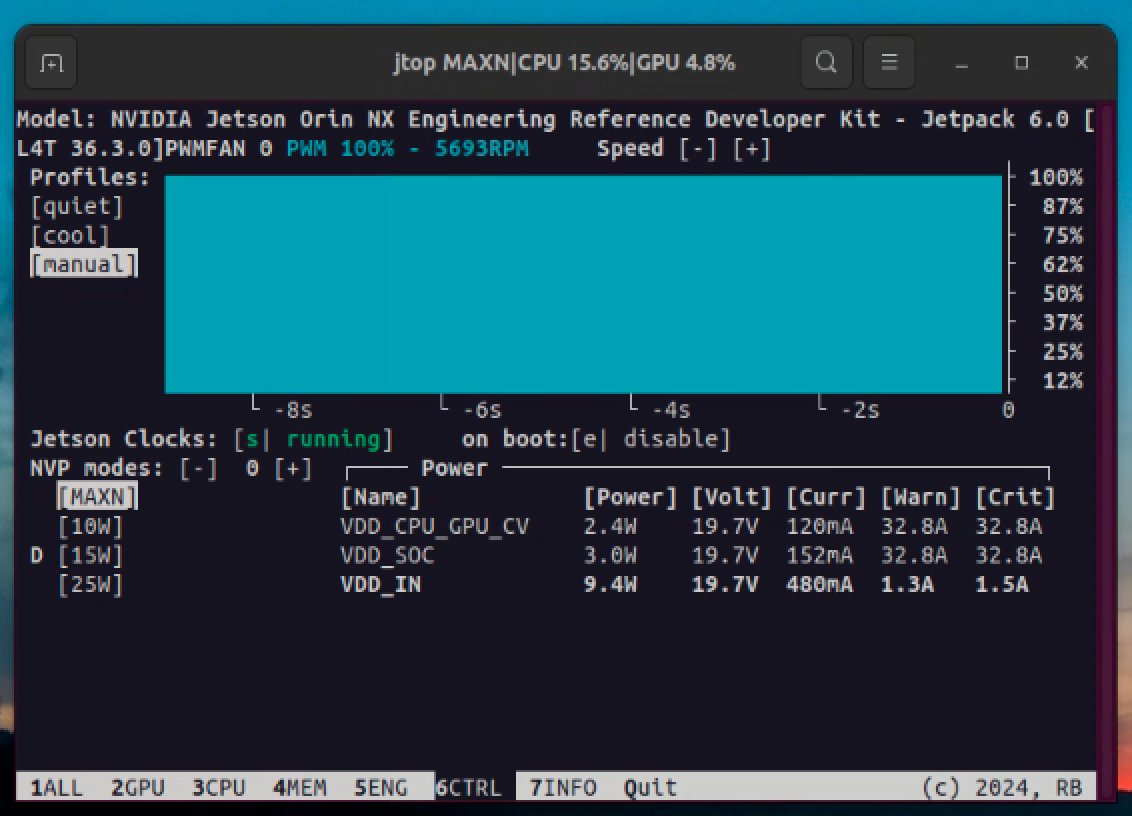 jtop MAXN|CPU 15.6%|GPU 4.8%
Model: NVIDIA Jetson Orin NX Engineering Reference Developer Kit - Jetpack 6.0 [
L4T 36.3.0]PWMFAN 0 PWM 100% - 5693RPM Speed [-] [+]
Profiles: 100%
[quiet] 87%
[cool] 75%
[manual] 62%
50%
37%
25%
12%
-8s -6s -4s -2s 0
Jetson Clocks: [s| running] on boot:[e| disable]
NVP modes: [-] 0 [+] Power
[MAXN] [Name] [Power] [Volt] [Curr] [Warn] [Crit]
[10W] VDD_CPU_GPU_CV 2.4W 19.7V 120mA 32.8A 32.8A
D [15W] VDD_SOC 3.0W 19.7V 152mA 32.8A 32.8A
[25W] VDD_IN 9.4W 19.7V 480mA 1.3A 1.5A
1ALL 2GPU 3CPU 4MEM 5ENG 6CTRL 7INFO Quit (c) 2024, RB